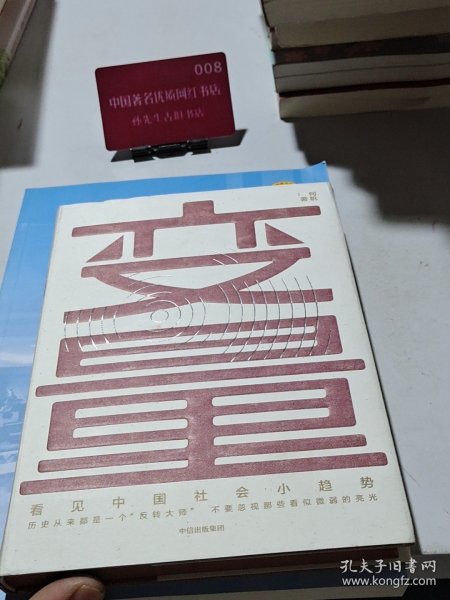 008
中国著名优质网红书店
孙先生古旧书店
何帆
著
变量
看见中国社会小趋势
历史从来都是一个“反转大师” 不要忽视那些看似微弱的亮光
中信出版集团
孔夫子旧书网
www.kongfz.com